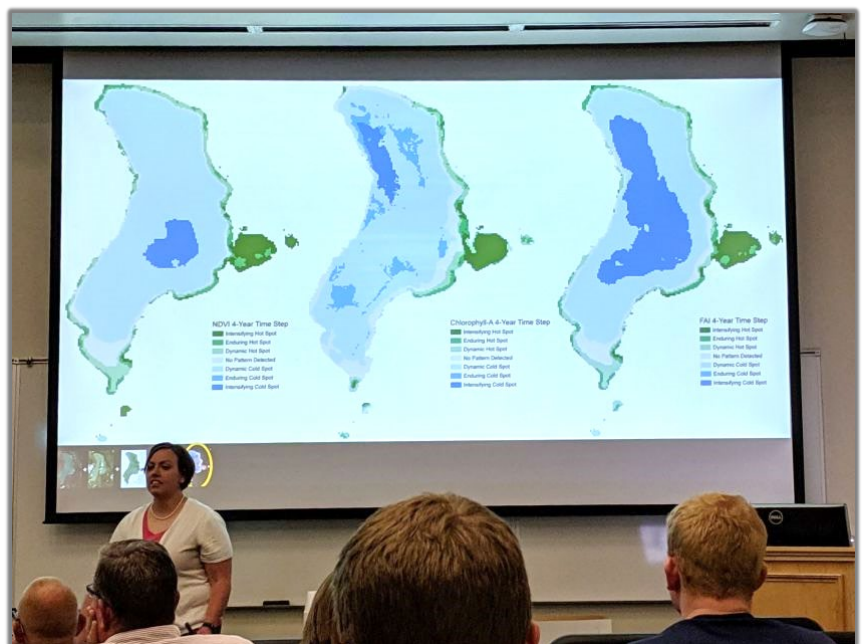 NDVI 4-Year Time Step
Intensifying Hot Spot
Enduring Hot Spot
Dynamic Hot Spot
No Pattern Detected
Dynamic Cold Spot
Enduring Cold Spot
Intensifying Cold Spot
Chlorophyll-A 4-Year Time Step
Intensifying Hot Spot
Enduring Hot Spot
Dynamic Hot Spot
No Pattern Detected
Dynamic Cold Spot
Enduring Cold Spot
Intensifying Cold Spot
FAI 4-Year Time Step
Intensifying Hot Spot
Enduring Hot Spot
Dynamic Hot Spot
No Pattern Detected
Dynamic Cold Spot
Enduring Cold Spot
Intensifying Cold Spot
DELL